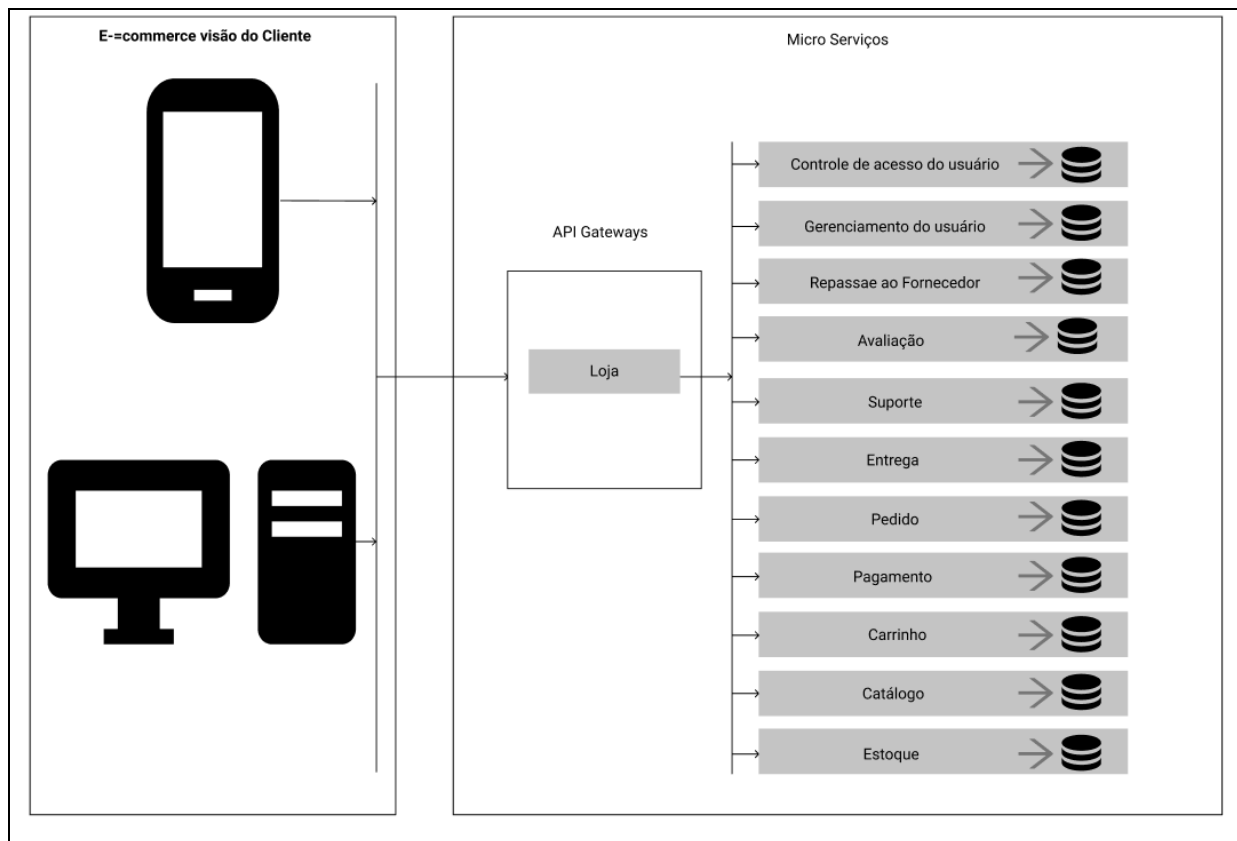 E-=commerce visão do Cliente
Micro Serviços
API Gateways
Loja
Controle de acesso do usuário
Gerenciamento do usuário
Repassae ao Fornecedor
Avaliação
Suporte
Entrega
Pedido
Pagamento
Carrinho
Catálogo
Estoque